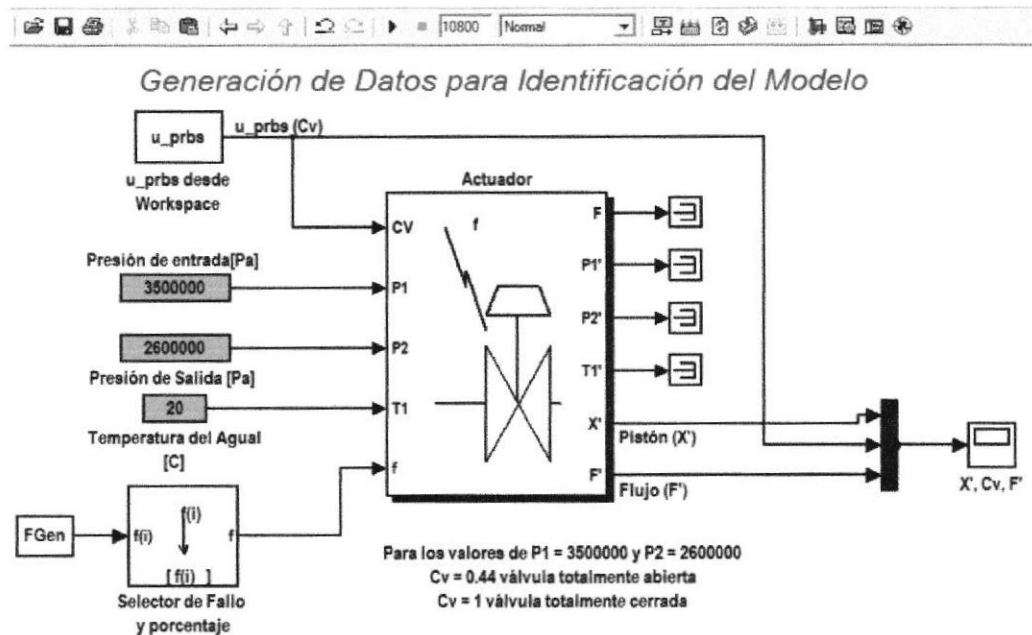 10800 Normal
Generación de Datos para Identificación del Modelo
u_prbs
u_prbs (Cv)
u_prbs desde
Workspace
Actuador
CV
f
F
Presión de entrada[Pa]
3500000
P1
P1'
2600000
P2
P2'
Presión de Salida [Pa]
20
T1
T1'
Temperatura del Agual
[C]
X'
Pistón (X')
f
F'
Flujo (F')
X', Cv, F'
FGen
f(i)
f(i)
f
[ f(i) ]
Selector de Fallo
y porcentaje
Para los valores de P1 = 3500000 y P2 = 2600000
Cv = 0.44 válvula totalmente abierta
Cv = 1 válvula totalmente cerrada